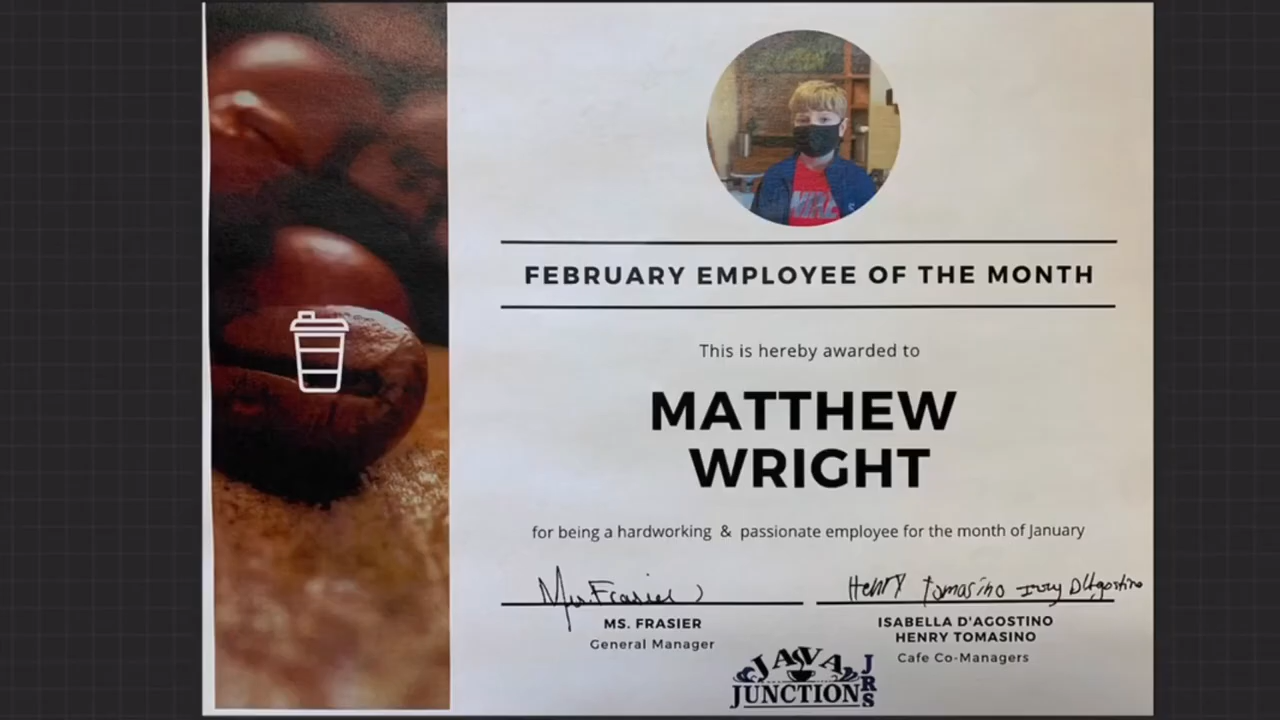 NIKE
FEBRUARY EMPLOYEE OF THE MONTH
This is hereby awarded to
MATTHEW
WRIGHT
for being a hardworking & passionate employee for the month of January
Ms Frasier
Henry Tomasino Izzy D'Agostino
MS. FRASIER
General Manager
ISABELLA D'AGOSTINO
HENRY TOMASINO
Cafe Co-Managers
JAVA
JUNCTION
JRS